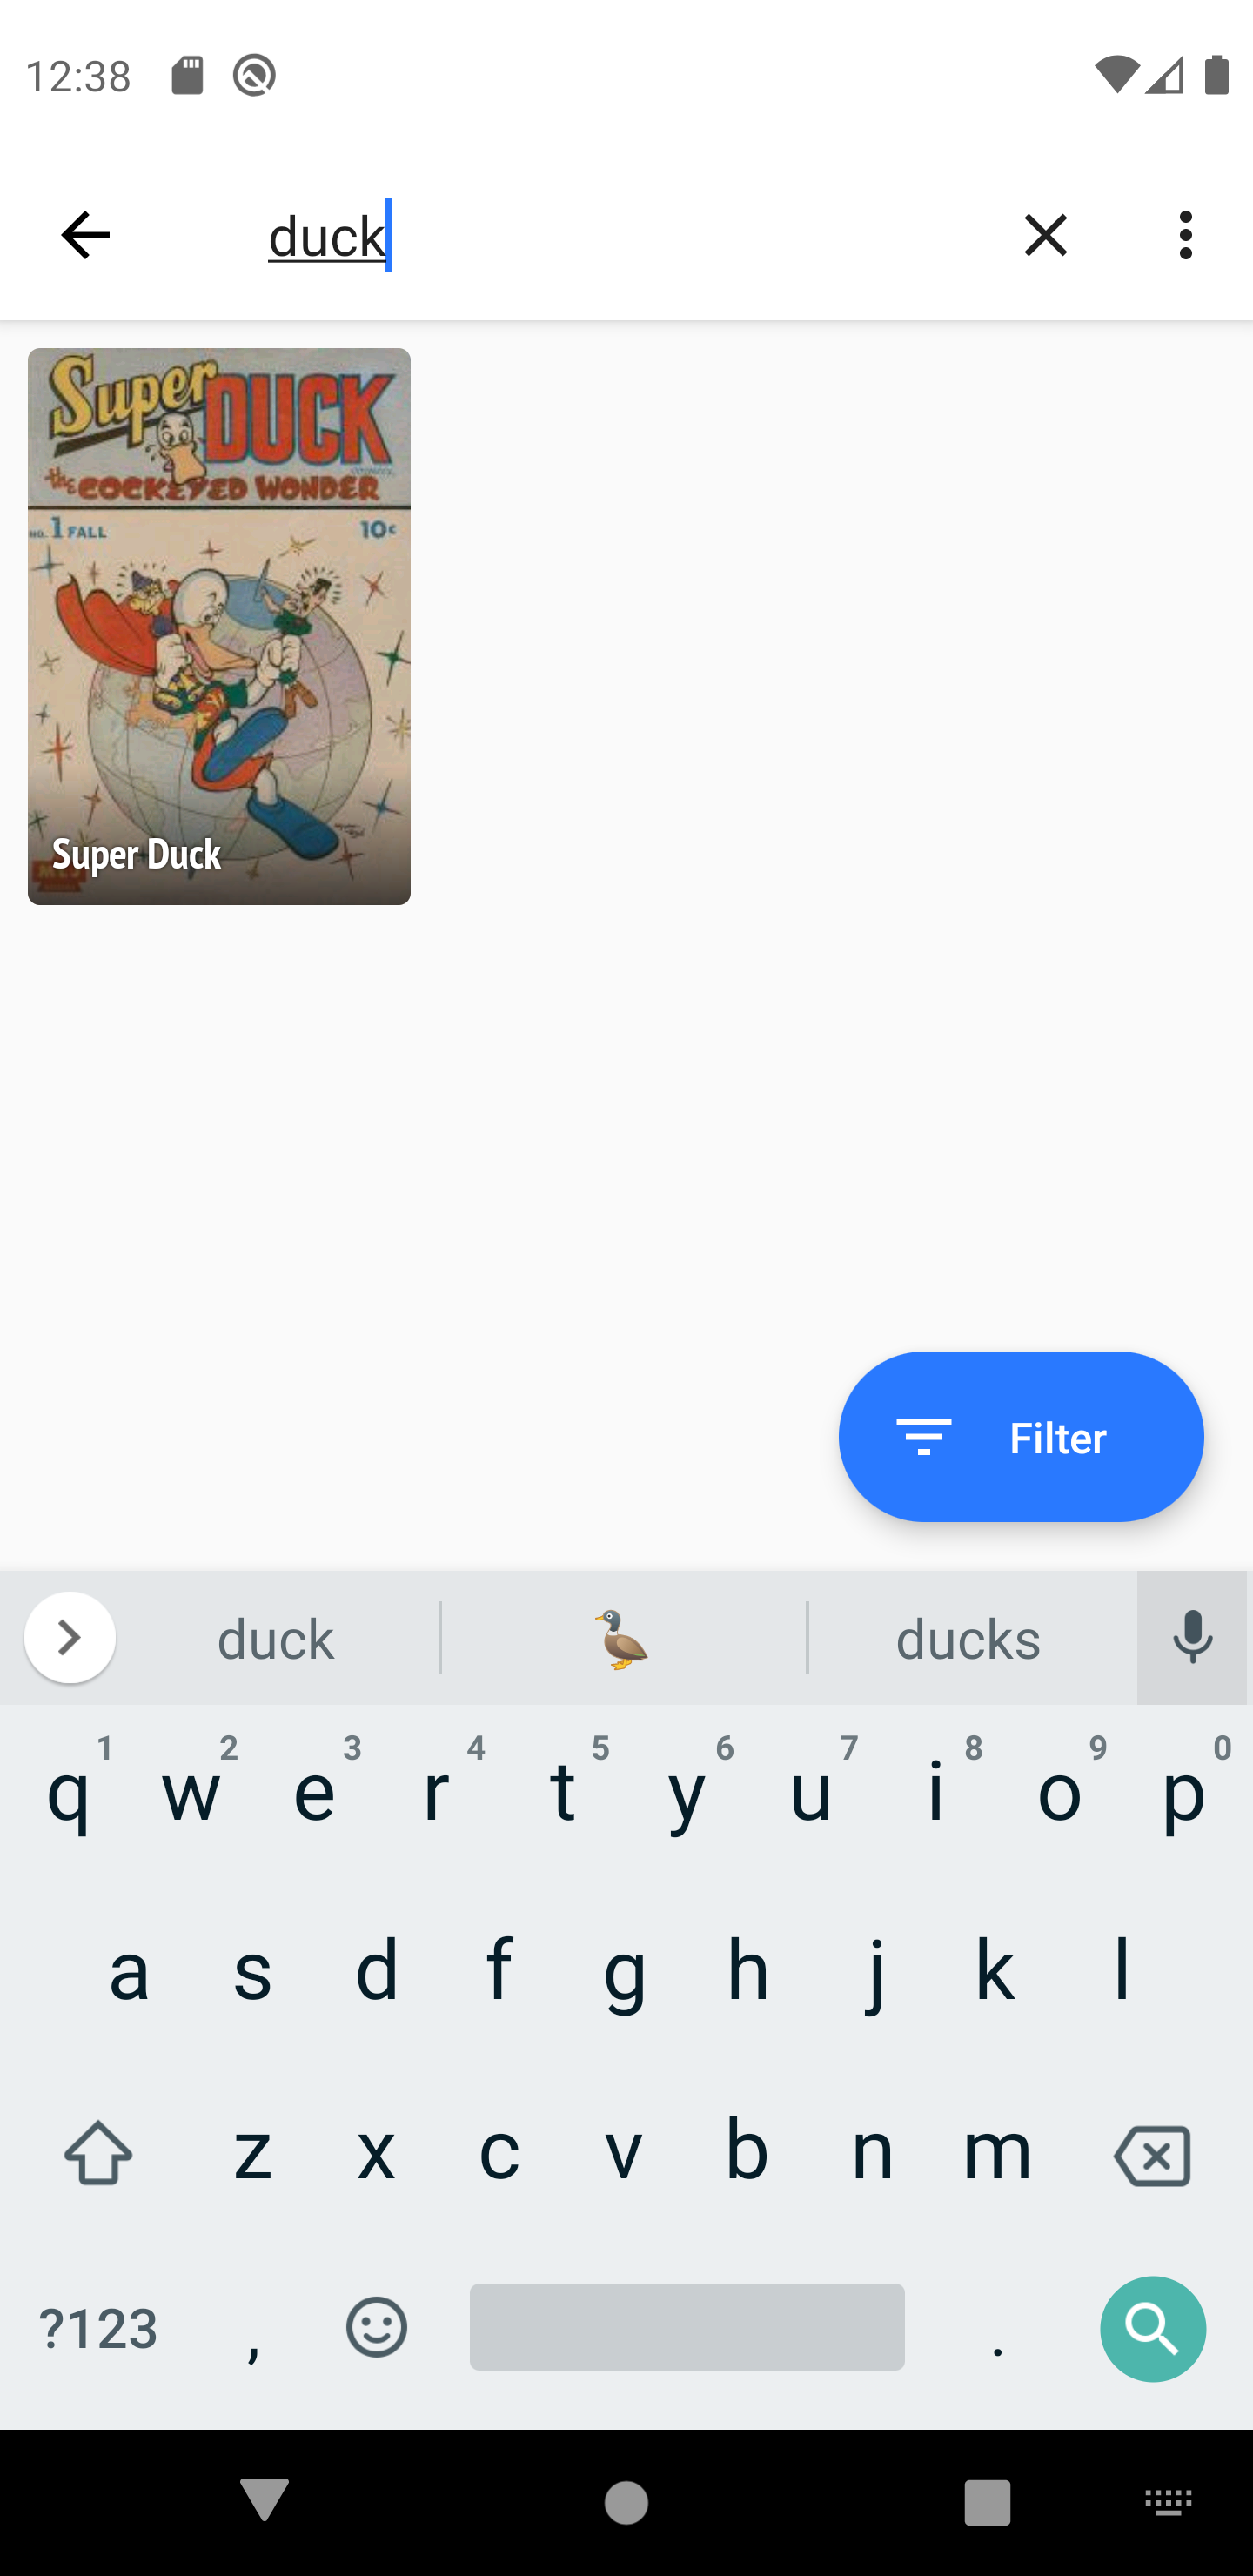 12:38
duck
Super DUCK
the COCKEYED WONDER
NO. 1 FALL 10¢
Super Duck
Filter
duck ducks
1 2 3 4 5 6 7 8 9 0
q w e r t y u i o p
a s d f g h j k l
z x c v b n m
?123 , .